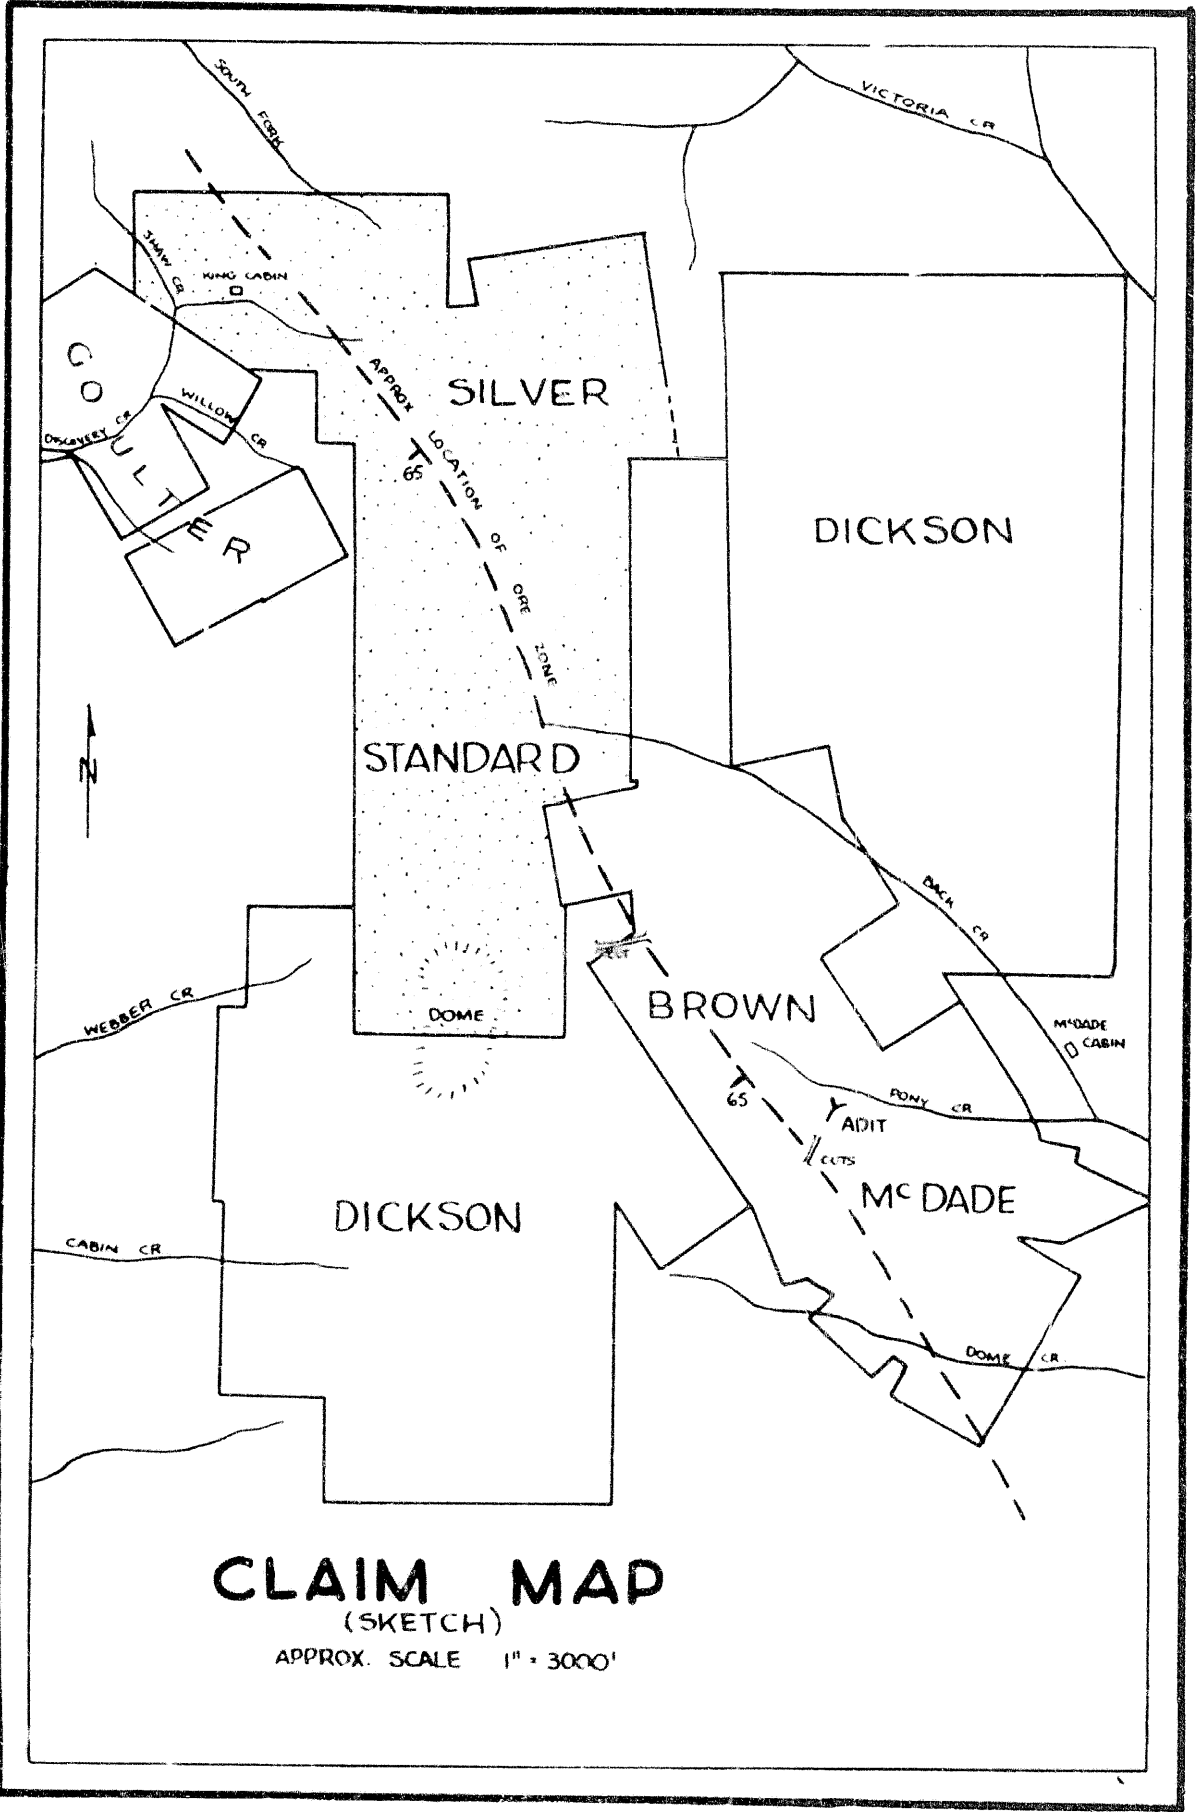 SOUTH FORK
VICTORIA CR
SHAW CR
KING CABIN
GOULTER
WILLOW CR
DISCOVERY CR
APPROX LOCATION OF ORE ZONE
65
SILVER
STANDARD
DICKSON
N
BACK CR
WEBBER CR
DOME
CUT
BROWN
McDADE
CABIN
65
PONY CR
ADIT
CUTS
McDADE
DICKSON
CABIN CR
DOME CR.
CLAIM MAP
(SKETCH)
APPROX. SCALE 1" = 3000'